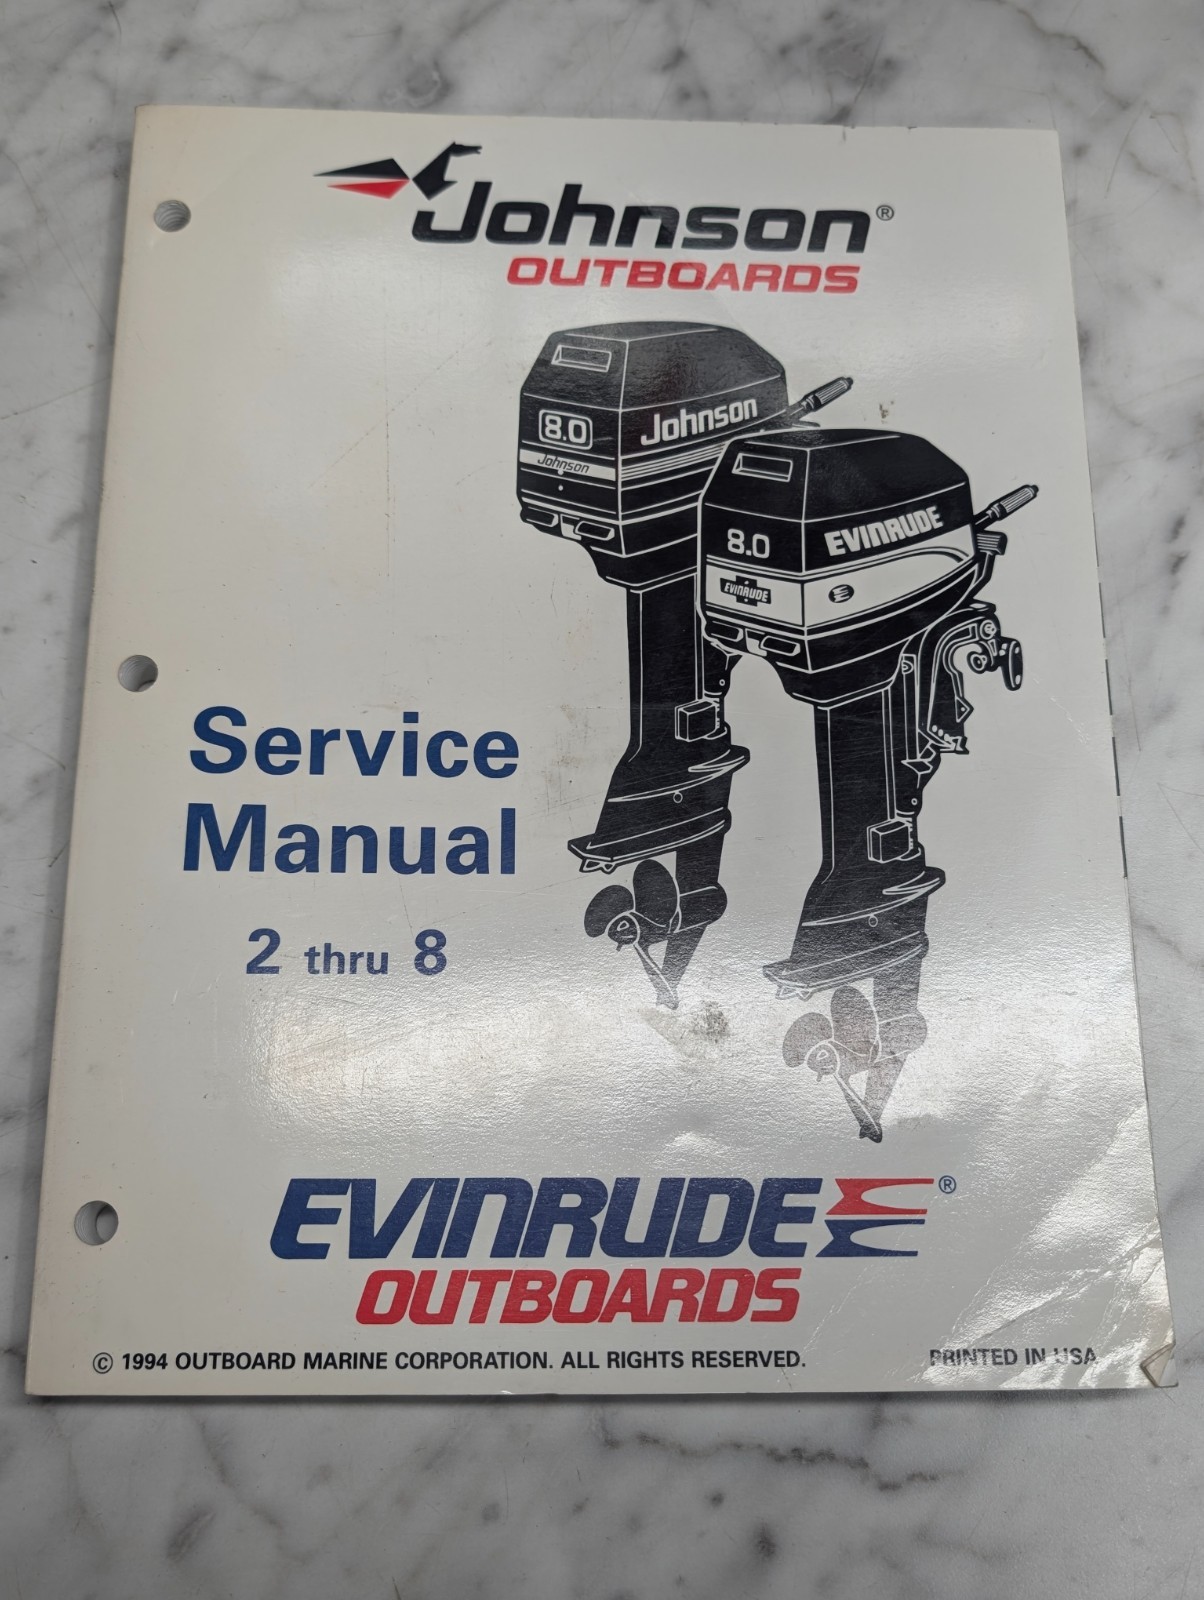 Johnson®
OUTBOARDS
8.0
Johnson
Johnson
8.0
EVINRUDE
EVINRUDE
E
Service
Manual
2 thru 8
EVINRUDE®
OUTBOARDS
© 1994 OUTBOARD MARINE CORPORATION. ALL RIGHTS RESERVED.
PRINTED IN USA